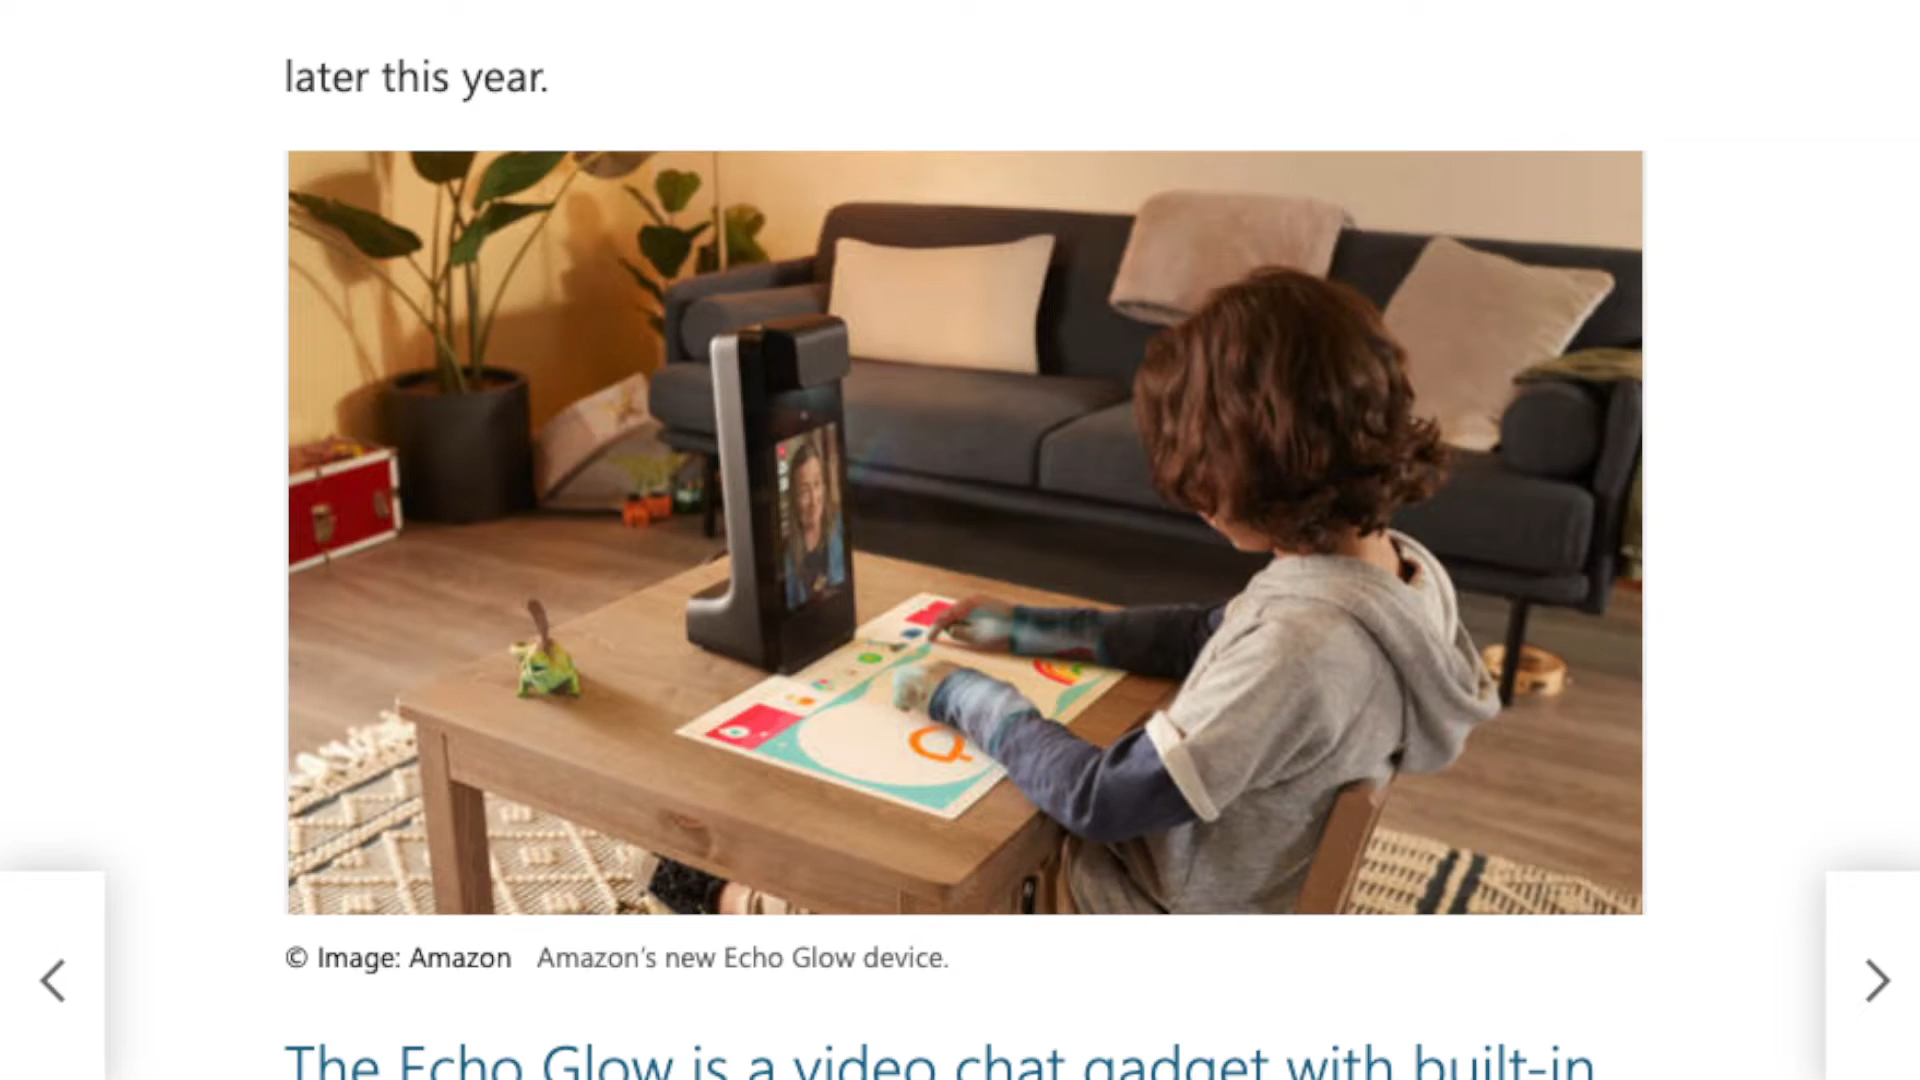 later this year.
© Image: Amazon Amazon's new Echo Glow device.
The Echo Glow is a video chat gadget with built-in